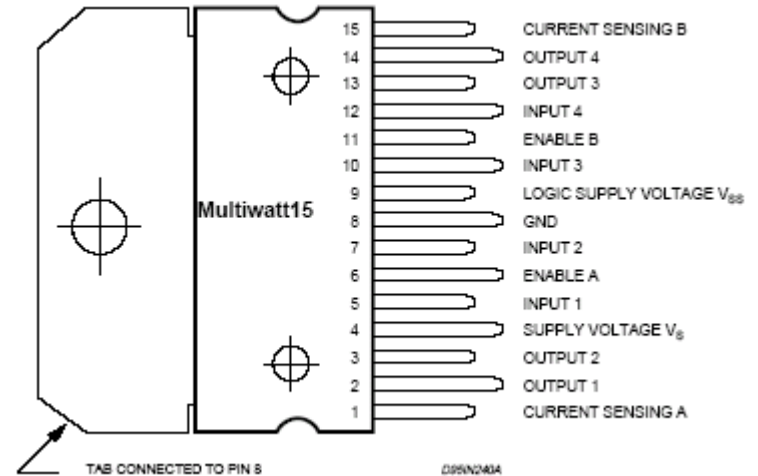 15 CURRENT SENSING B
14 OUTPUT 4
13 OUTPUT 3
12 INPUT 4
11 ENABLE B
10 INPUT 3
9 LOGIC SUPPLY VOLTAGE VSS
Multiwatt15
8 GND
7 INPUT 2
6 ENABLE A
5 INPUT 1
4 SUPPLY VOLTAGE VS
3 OUTPUT 2
2 OUTPUT 1
1 CURRENT SENSING A
TAB CONNECTED TO PIN 8
D95IN240A